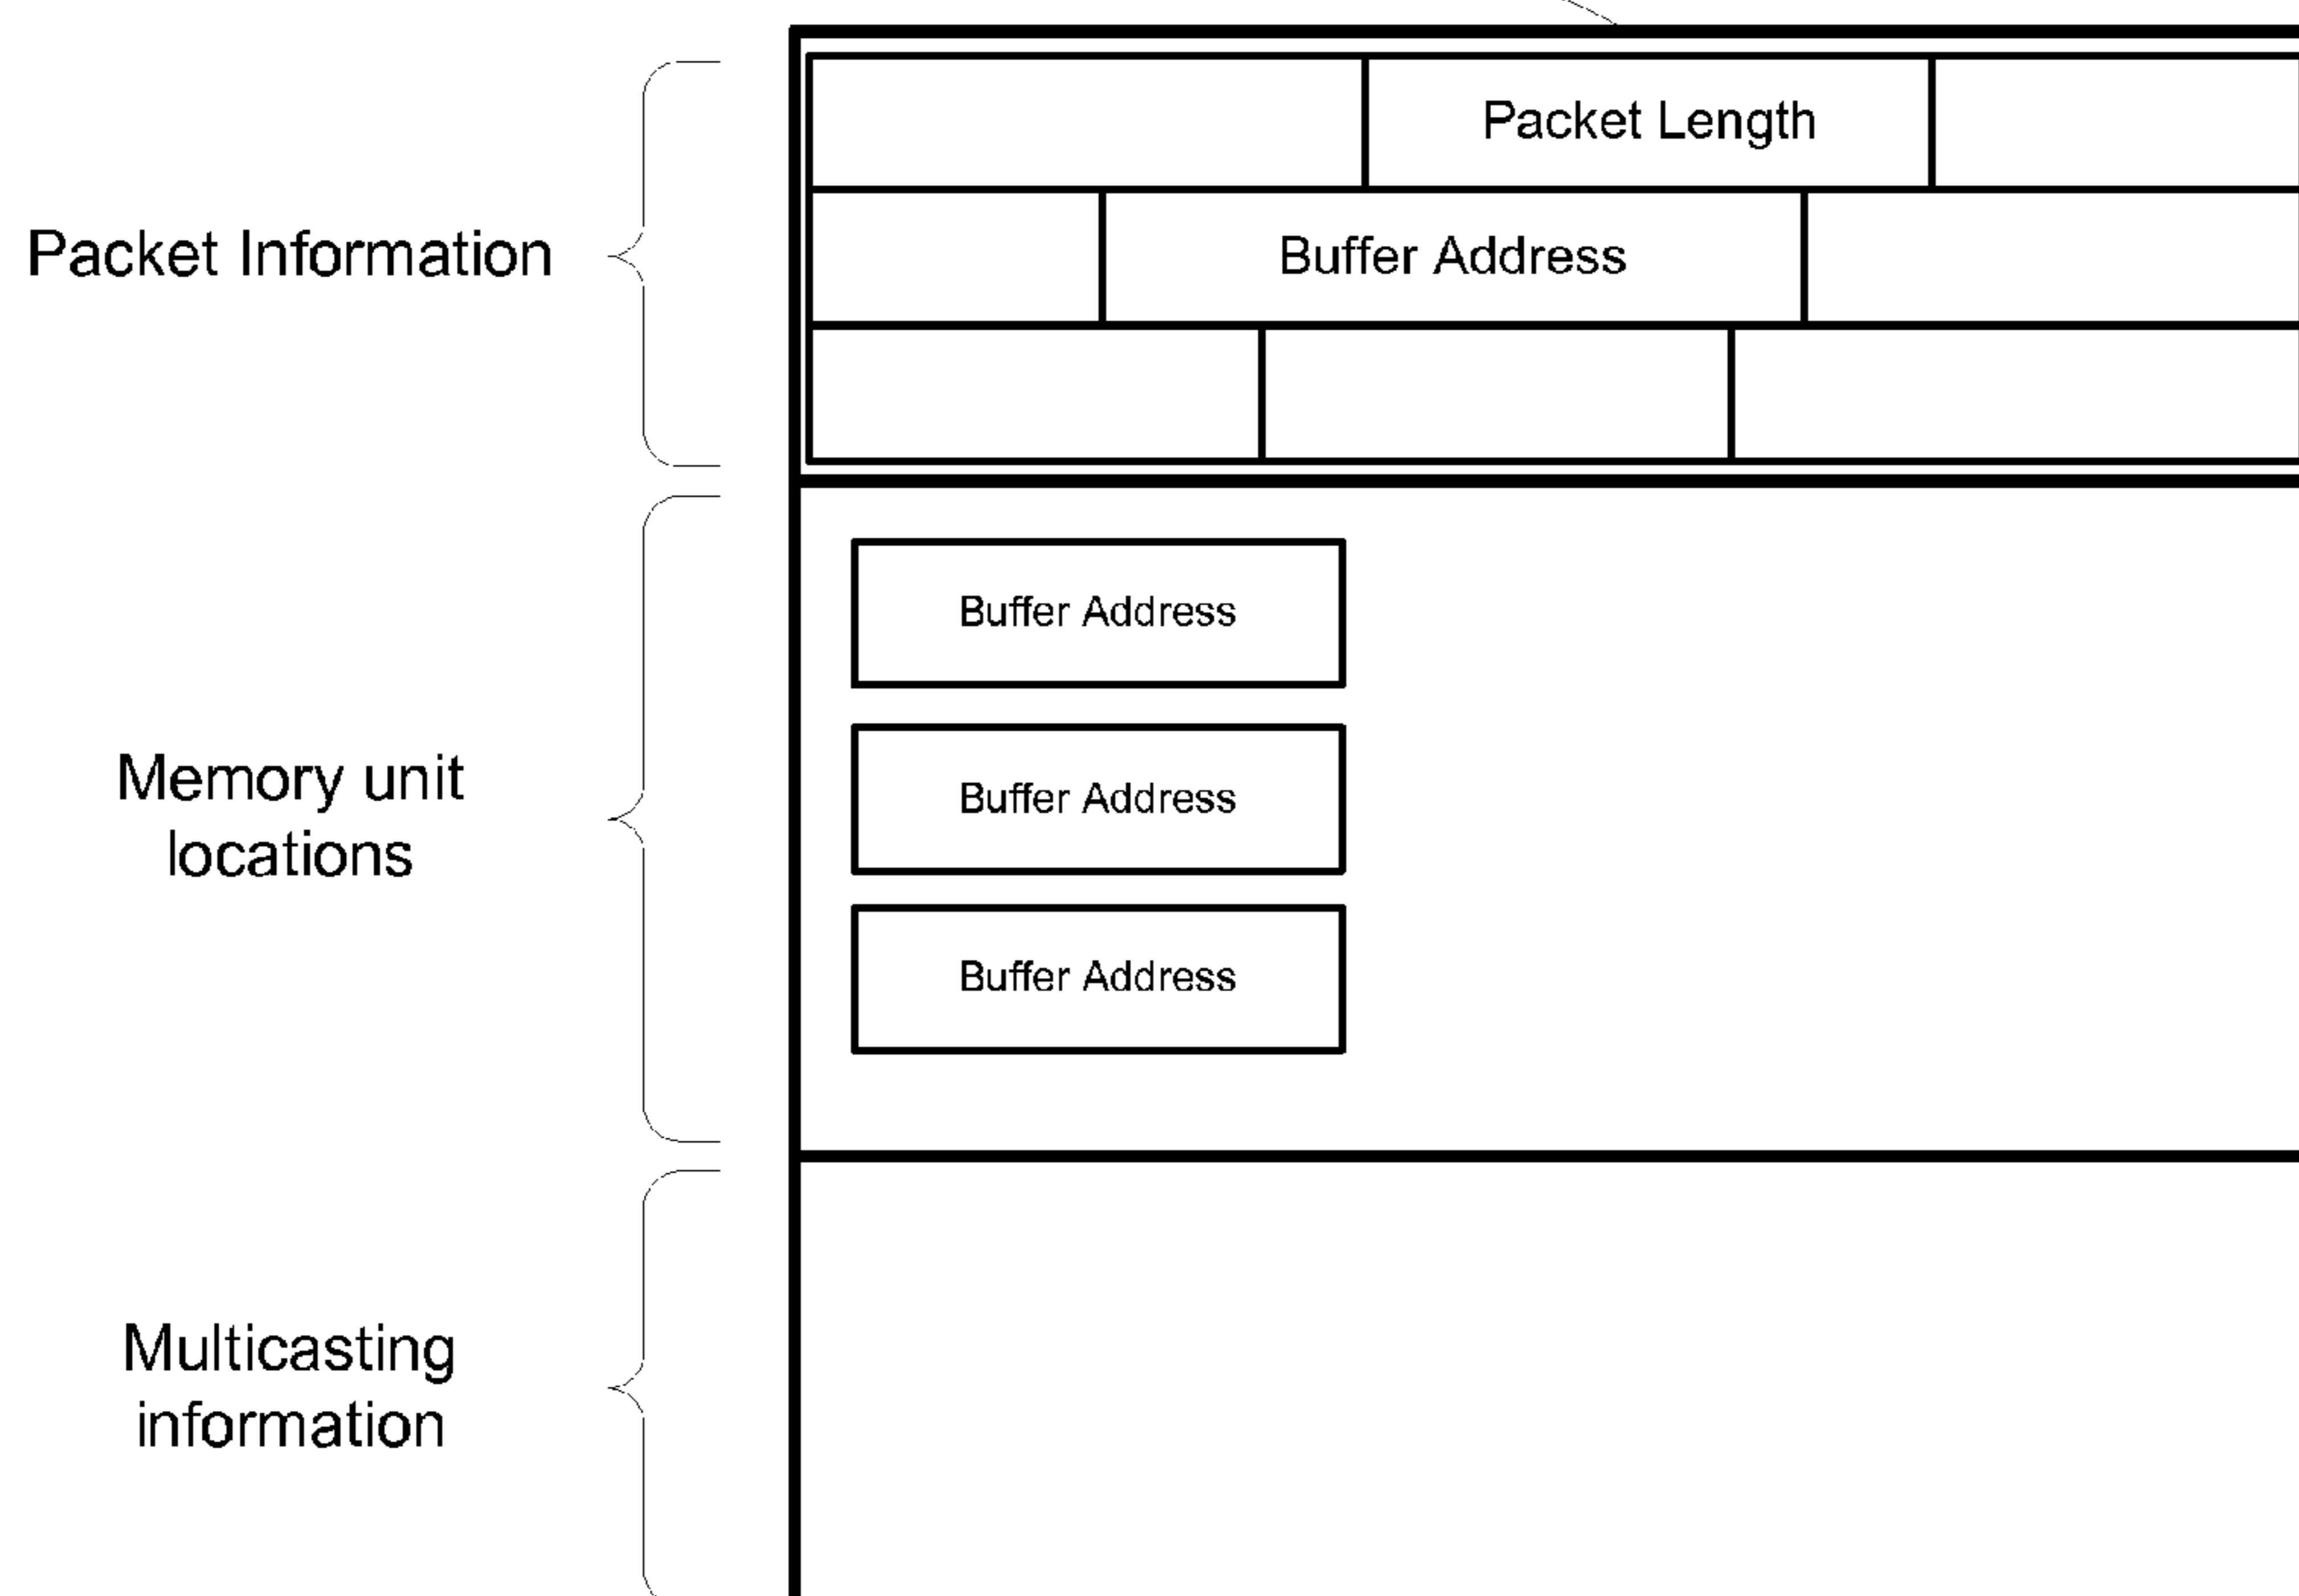 Packet Length
Packet Information
Buffer Address
Buffer Address
Memory unit
locations
Buffer Address
Buffer Address
Multicasting
information